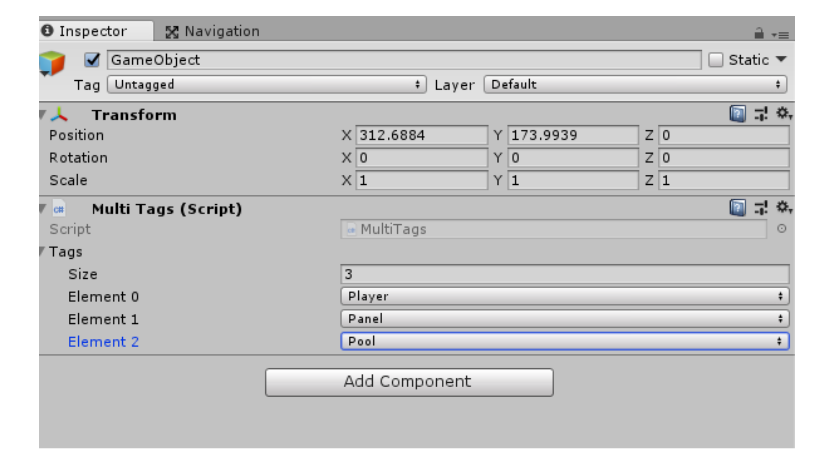 Inspector Navigation
GameObject Static
Tag Untagged Layer Default
Transform
Position X 312.6884 Y 173.9939 Z 0
Rotation X 0 Y 0 Z 0
Scale X 1 Y 1 Z 1
C# Multi Tags (Script)
Script MultiTags
Tags
Size 3
Element 0 Player
Element 1 Panel
Element 2 Pool
Add Component